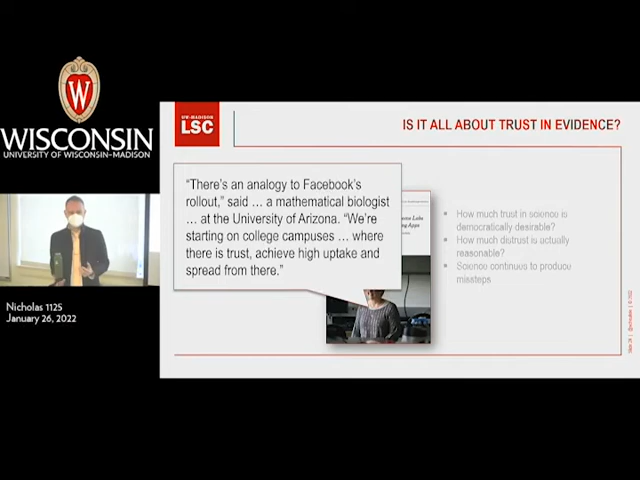 W
WISCONSIN
UNIVERSITY OF WISCONSIN-MADISON
Nicholas 1125
January 26, 2022
UW-MADISON
LSC
IS IT ALL ABOUT TRUST IN EVIDENCE?
“There’s an analogy to Facebook’s
rollout,” said … a mathematical biologist
… at the University of Arizona. “We’re
starting on college campuses … where
there is trust, achieve high uptake and
spread from there.”
How much trust in science is
democratically desirable?
How much distrust is actually
reasonable?
Science continues to produce
missteps